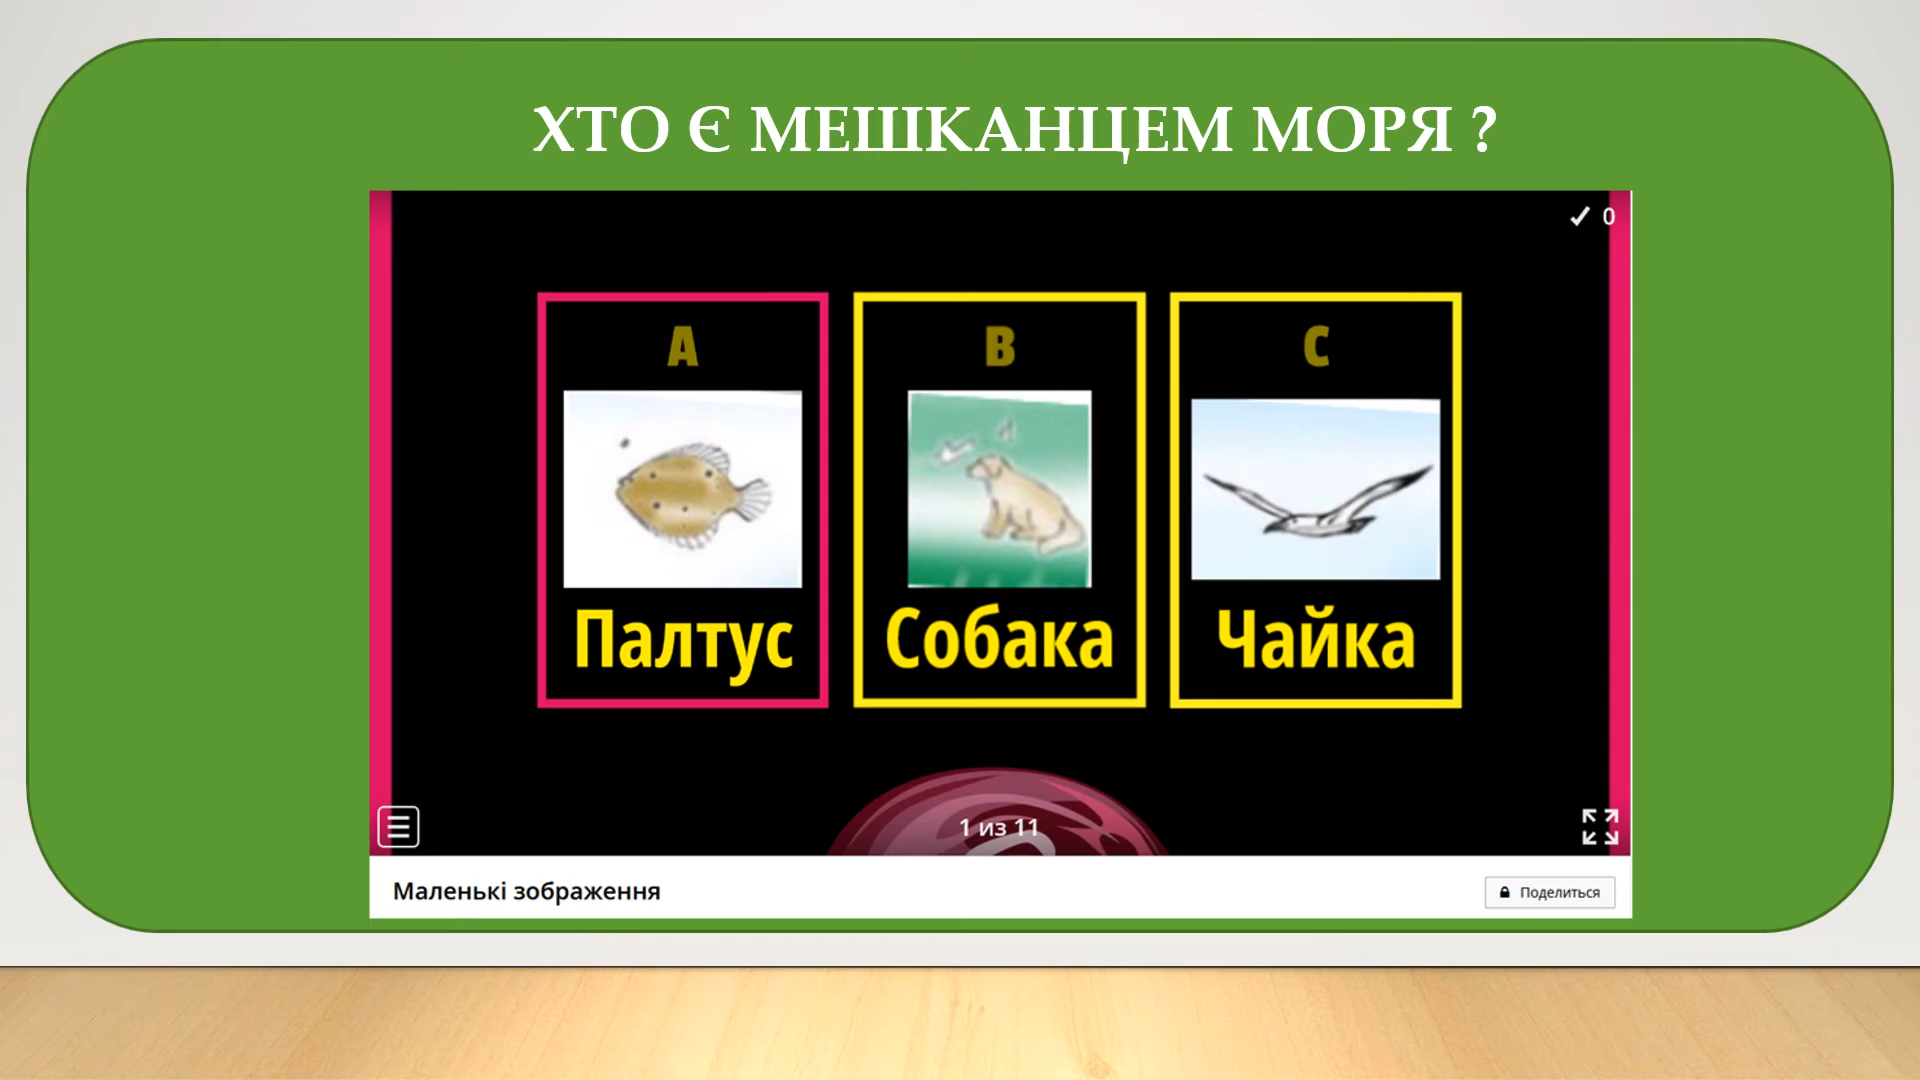 ХТО Є МЕШКАНЦЕМ МОРЯ ?
0
A B C
Палтус Собака Чайка
1 из 11
Маленькі зображення
Поделиться